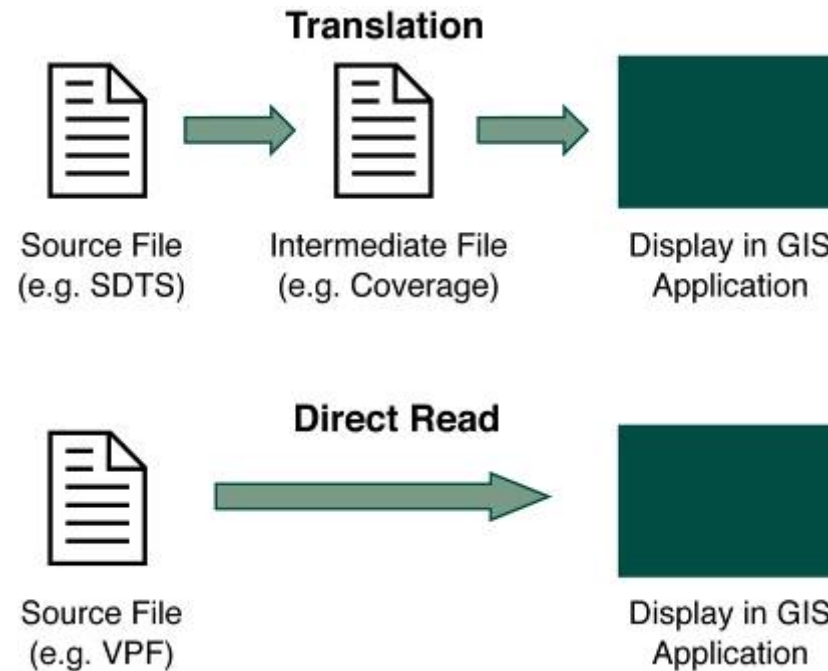 Translation
Source File
(e.g. SDTS)
Intermediate File
(e.g. Coverage)
Display in GIS
Application
Direct Read
Source File
(e.g. VPF)
Display in GIS
Application